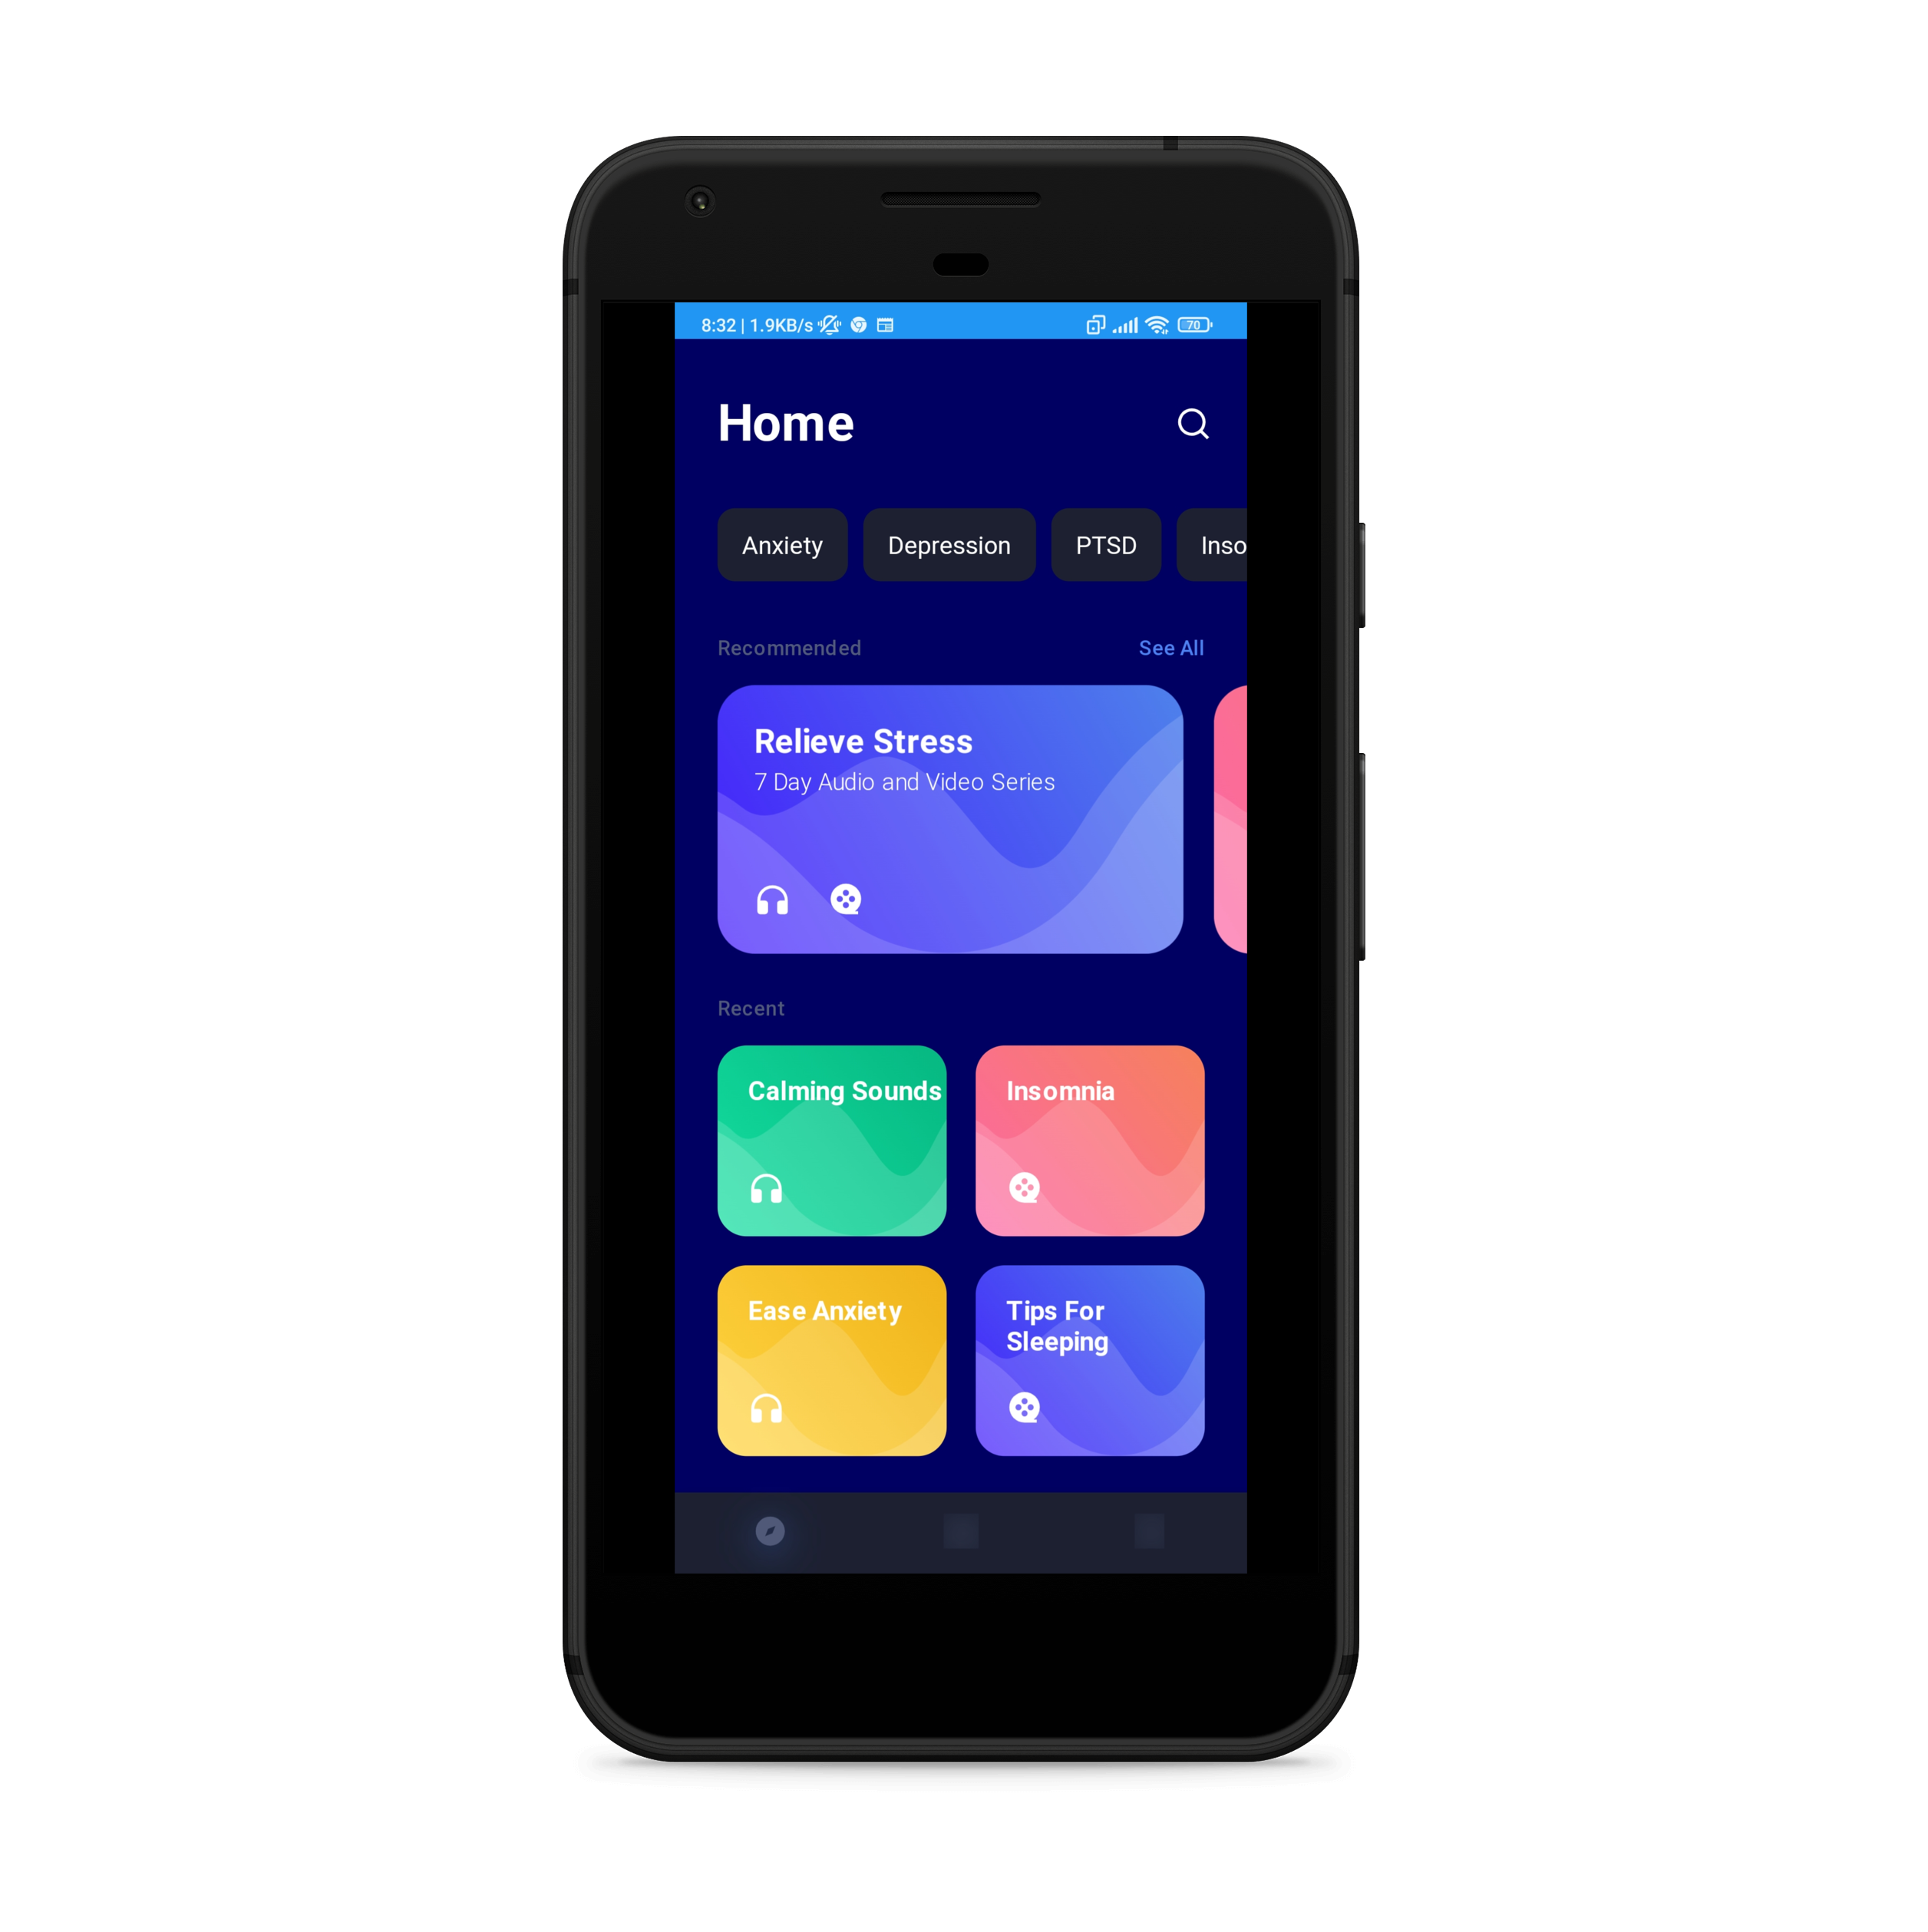 8:32 | 1.9KB/s
70
Home
Anxiety Depression PTSD Inso
Recommended See All
Relieve Stress
7 Day Audio and Video Series
Recent
Calming Sounds Insomnia
Ease Anxiety Tips For
Sleeping